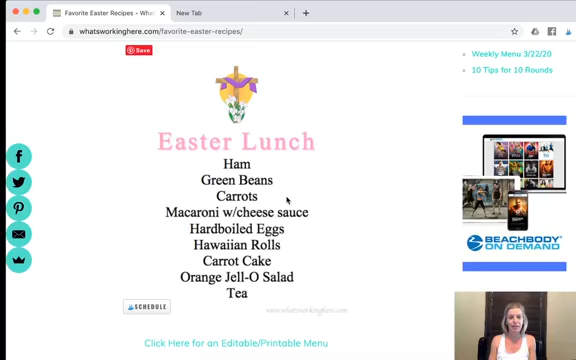 Favorite Easter Recipes - Wha
New Tab
whatsworkinghere.com/favorite-easter-recipes/
Save
Weekly Menu 3/22/20
10 Tips for 10 Rounds
Easter Lunch
Ham
Green Beans
Carrots
Macaroni w/cheese sauce
Hardboiled Eggs
Hawaiian Rolls
Carrot Cake
Orange Jell-O Salad
Tea
BEACHBODY
ON DEMAND
SCHEDULE
www.whatsworkinghere.com
Click Here for an Editable/Printable Menu